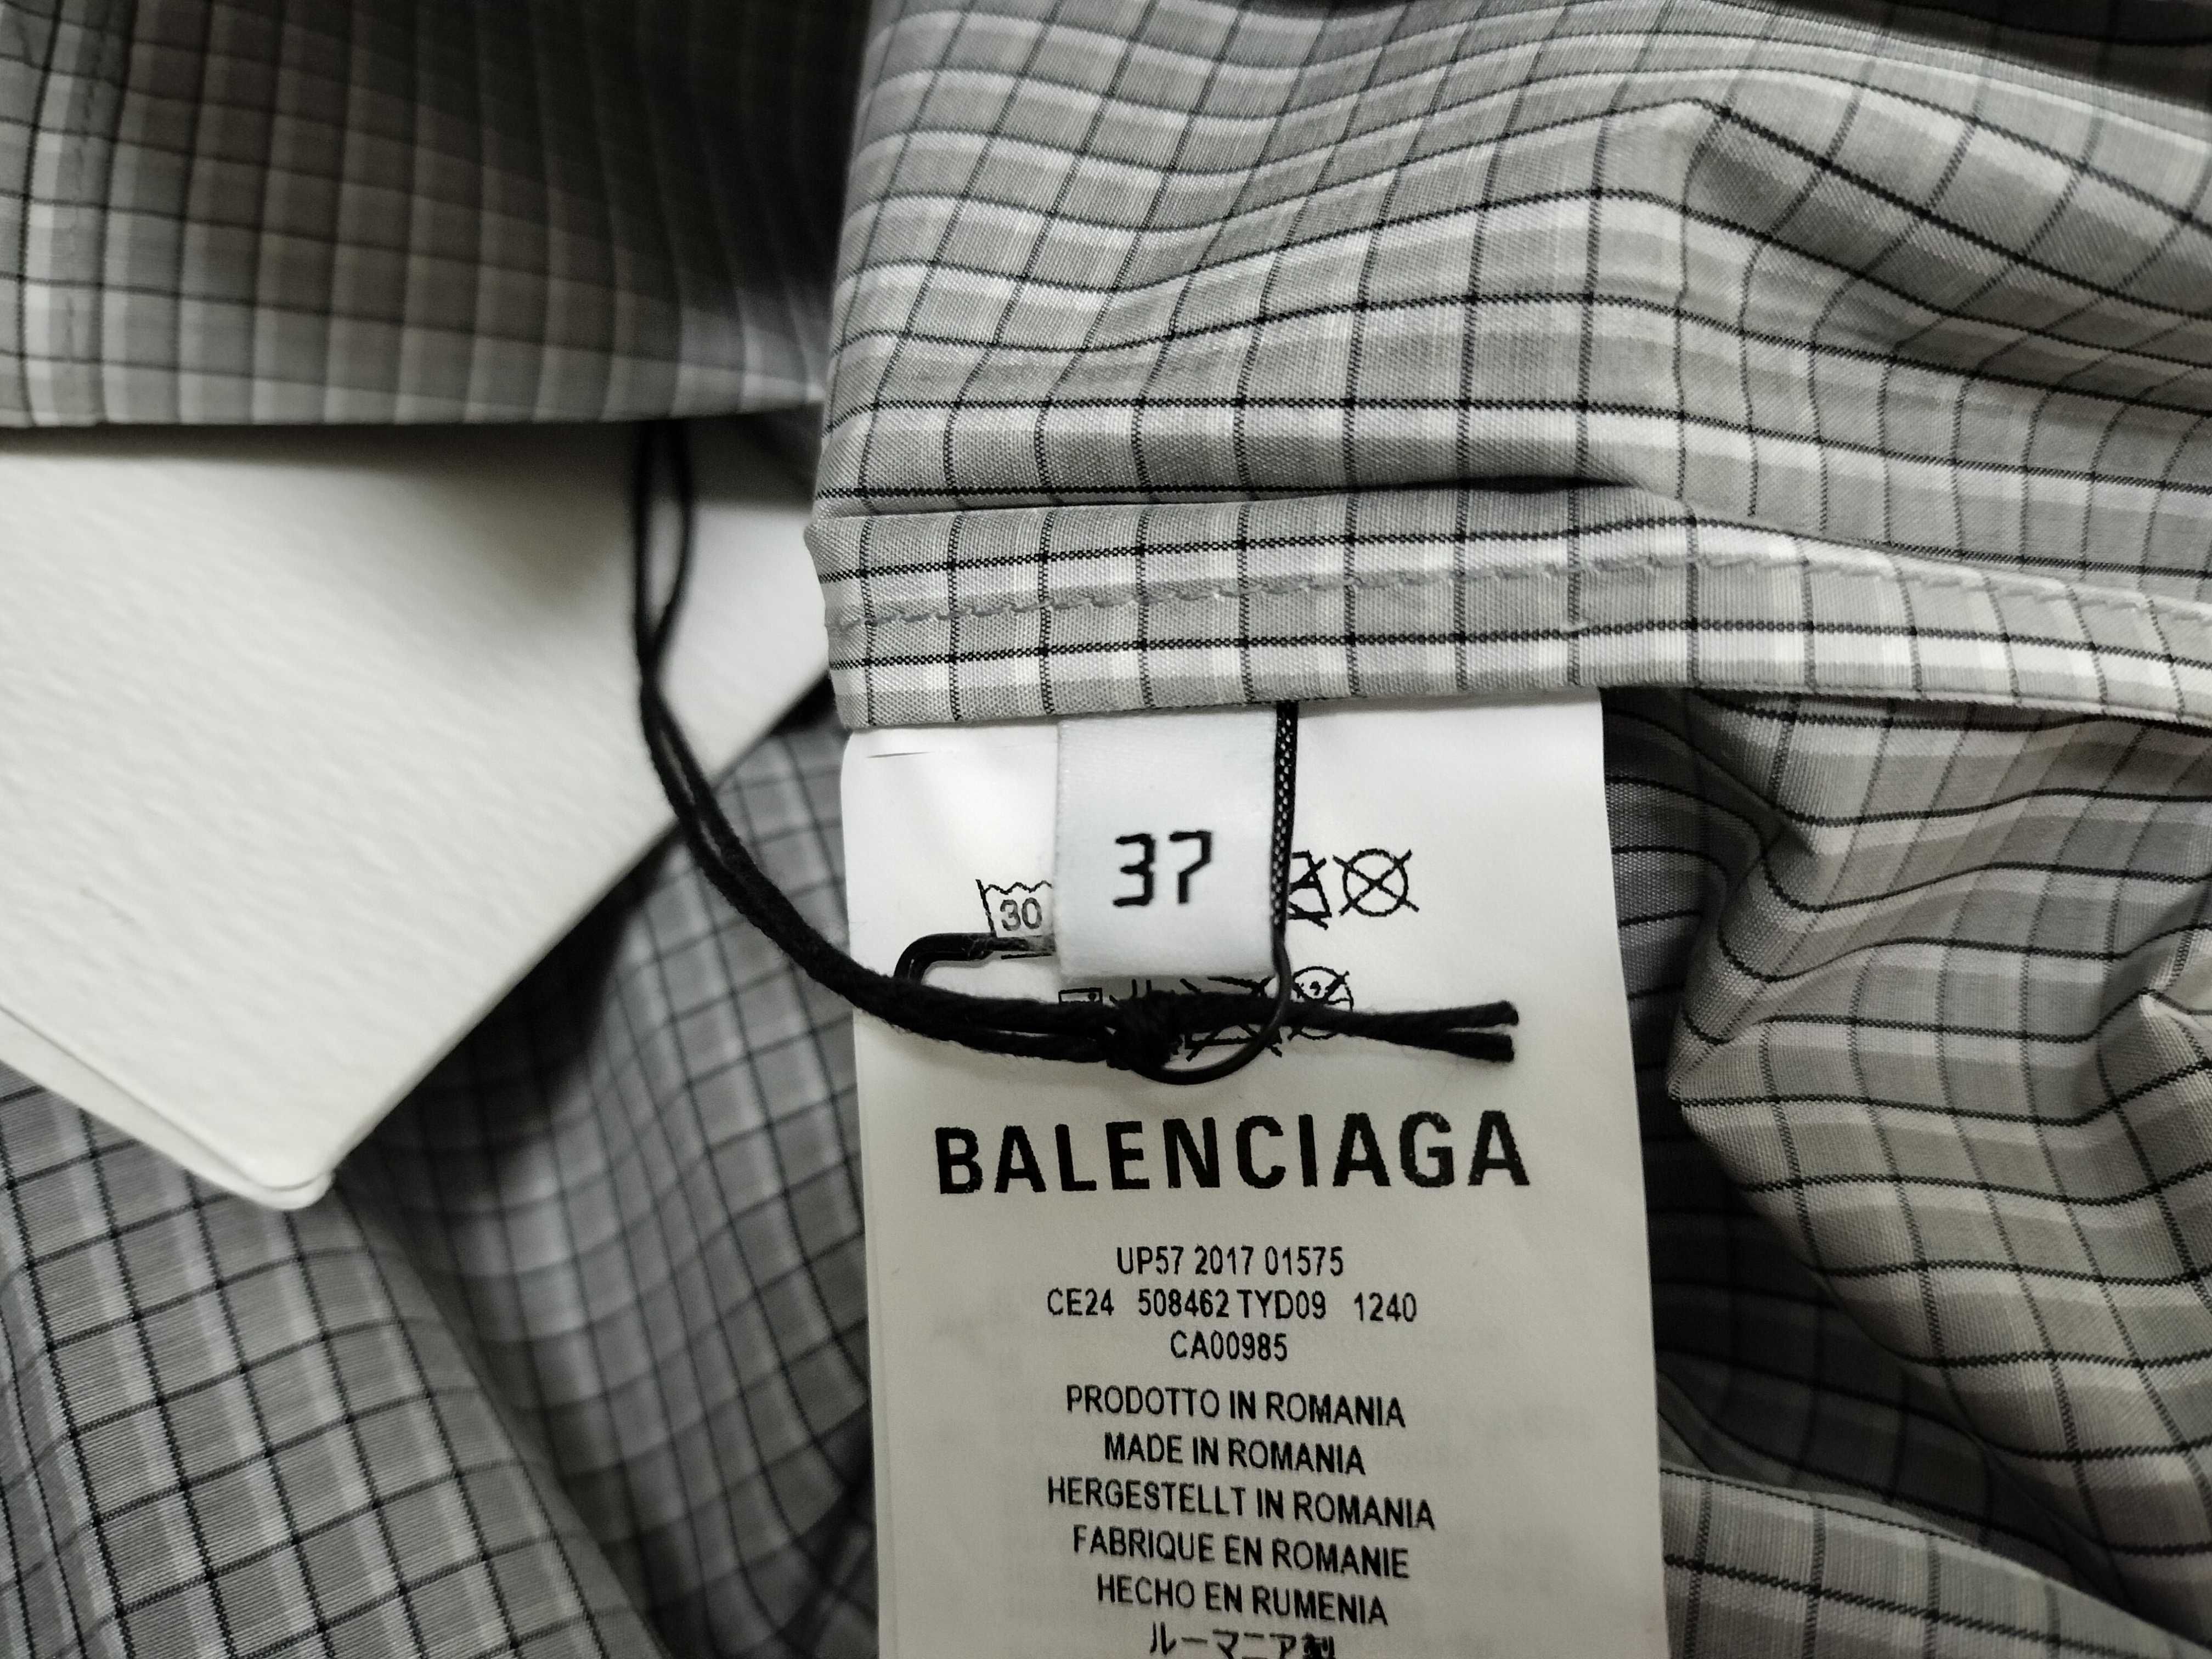 37
30
BALENCIAGA
UP57 2017 01575
CE24 508462 TYD09 1240
CA00985
PRODOTTO IN ROMANIA
MADE IN ROMANIA
HERGESTELLT IN ROMANIA
FABRIQUE EN ROMANIE
HECHO EN RUMENIA
ルーマニア製